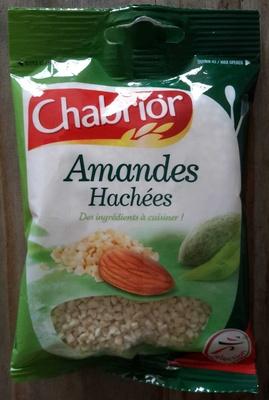 Chabrior
Amandes
Hachées
Des ingrédients à cuisiner !